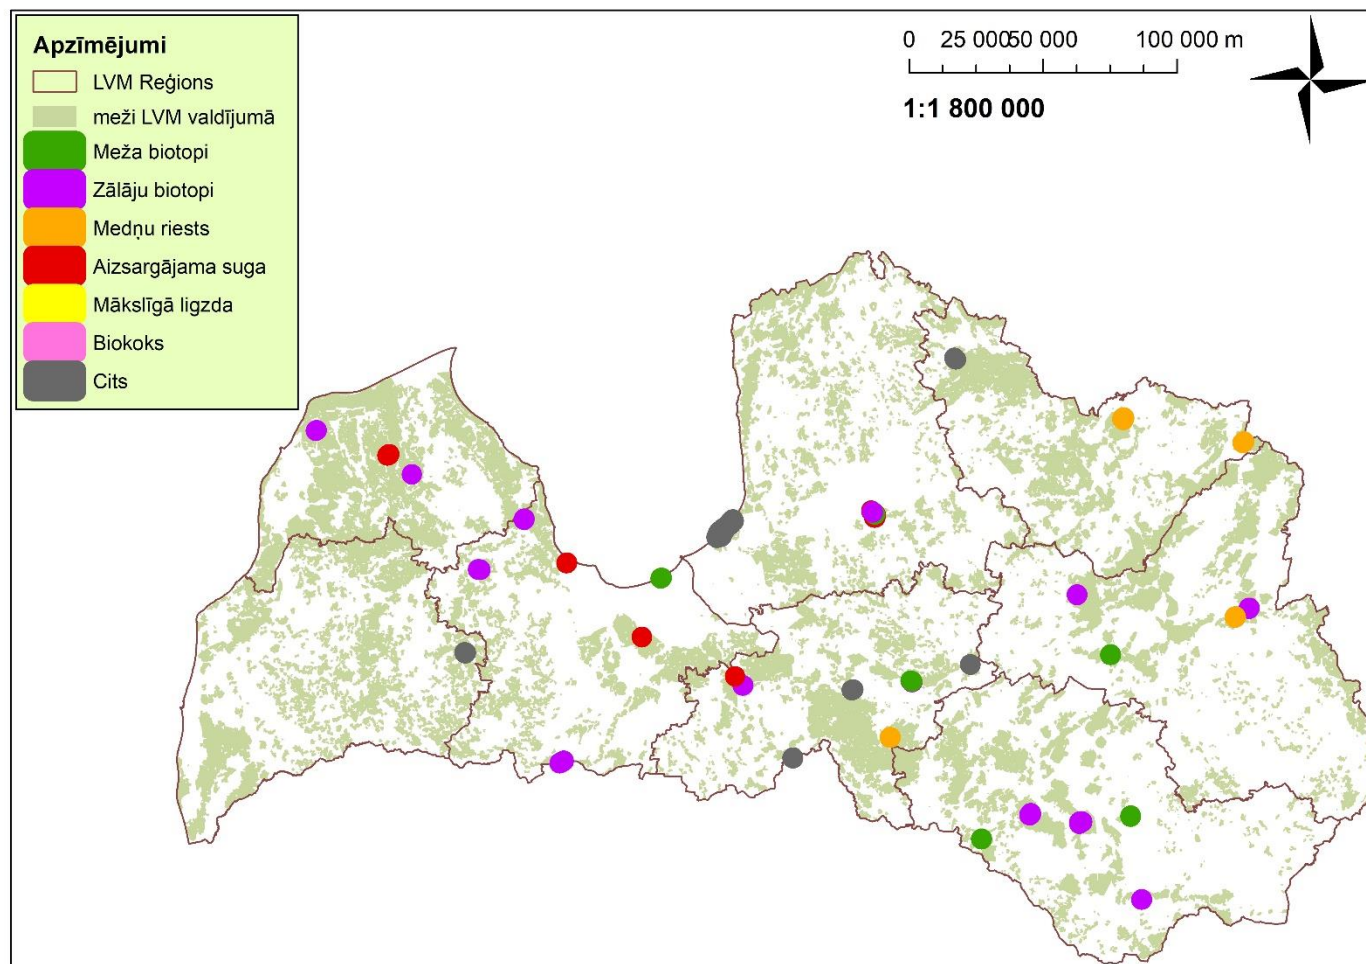 Apzīmējumi
LVM Reģions
meži LVM valdījumā
Meža biotopi
Zālāju biotopi
Medņu riests
Aizsargājama suga
Mākslīgā ligzda
Biokoks
Cits
0 25 000 50 000 100 000 m
1:1 800 000